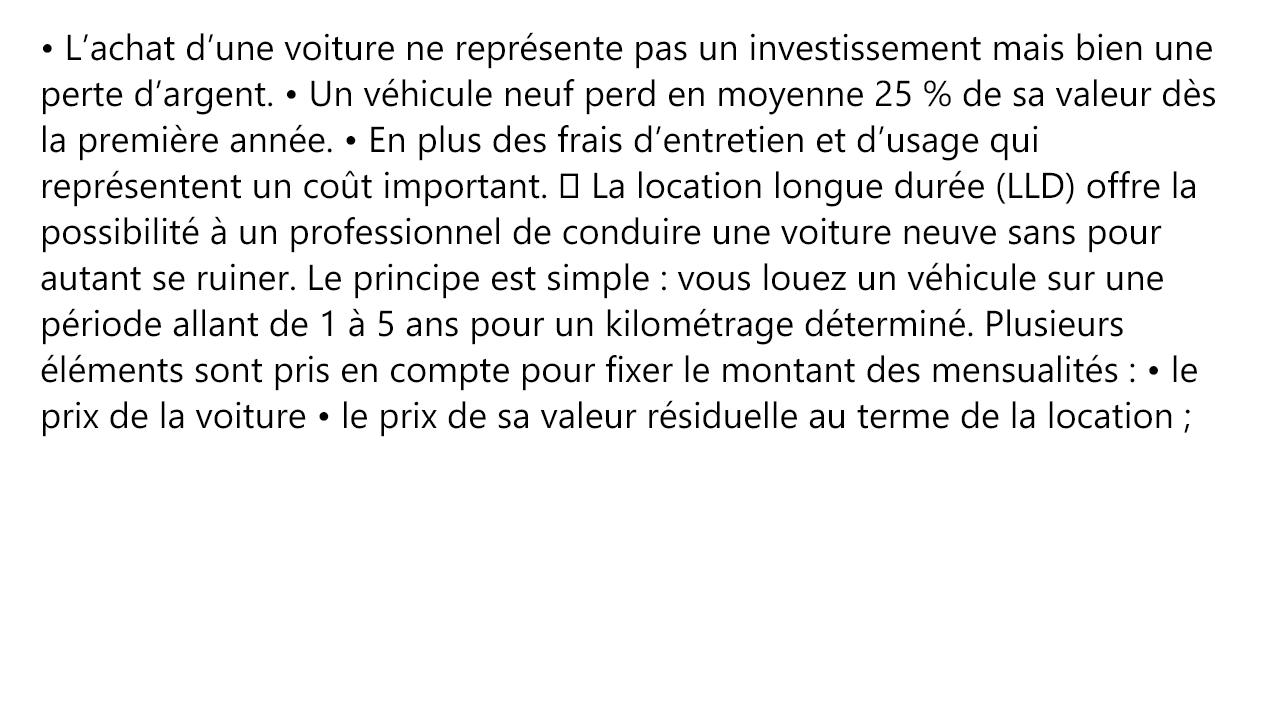 • L’achat d’une voiture ne représente pas un investissement mais bien une
perte d’argent. • Un véhicule neuf perd en moyenne 25 % de sa valeur dès
la première année. • En plus des frais d’entretien et d’usage qui
représentent un coût important. ▯ La location longue durée (LLD) offre la
possibilité à un professionnel de conduire une voiture neuve sans pour
autant se ruiner. Le principe est simple : vous louez un véhicule sur une
période allant de 1 à 5 ans pour un kilométrage déterminé. Plusieurs
éléments sont pris en compte pour fixer le montant des mensualités : • le
prix de la voiture • le prix de sa valeur résiduelle au terme de la location ;